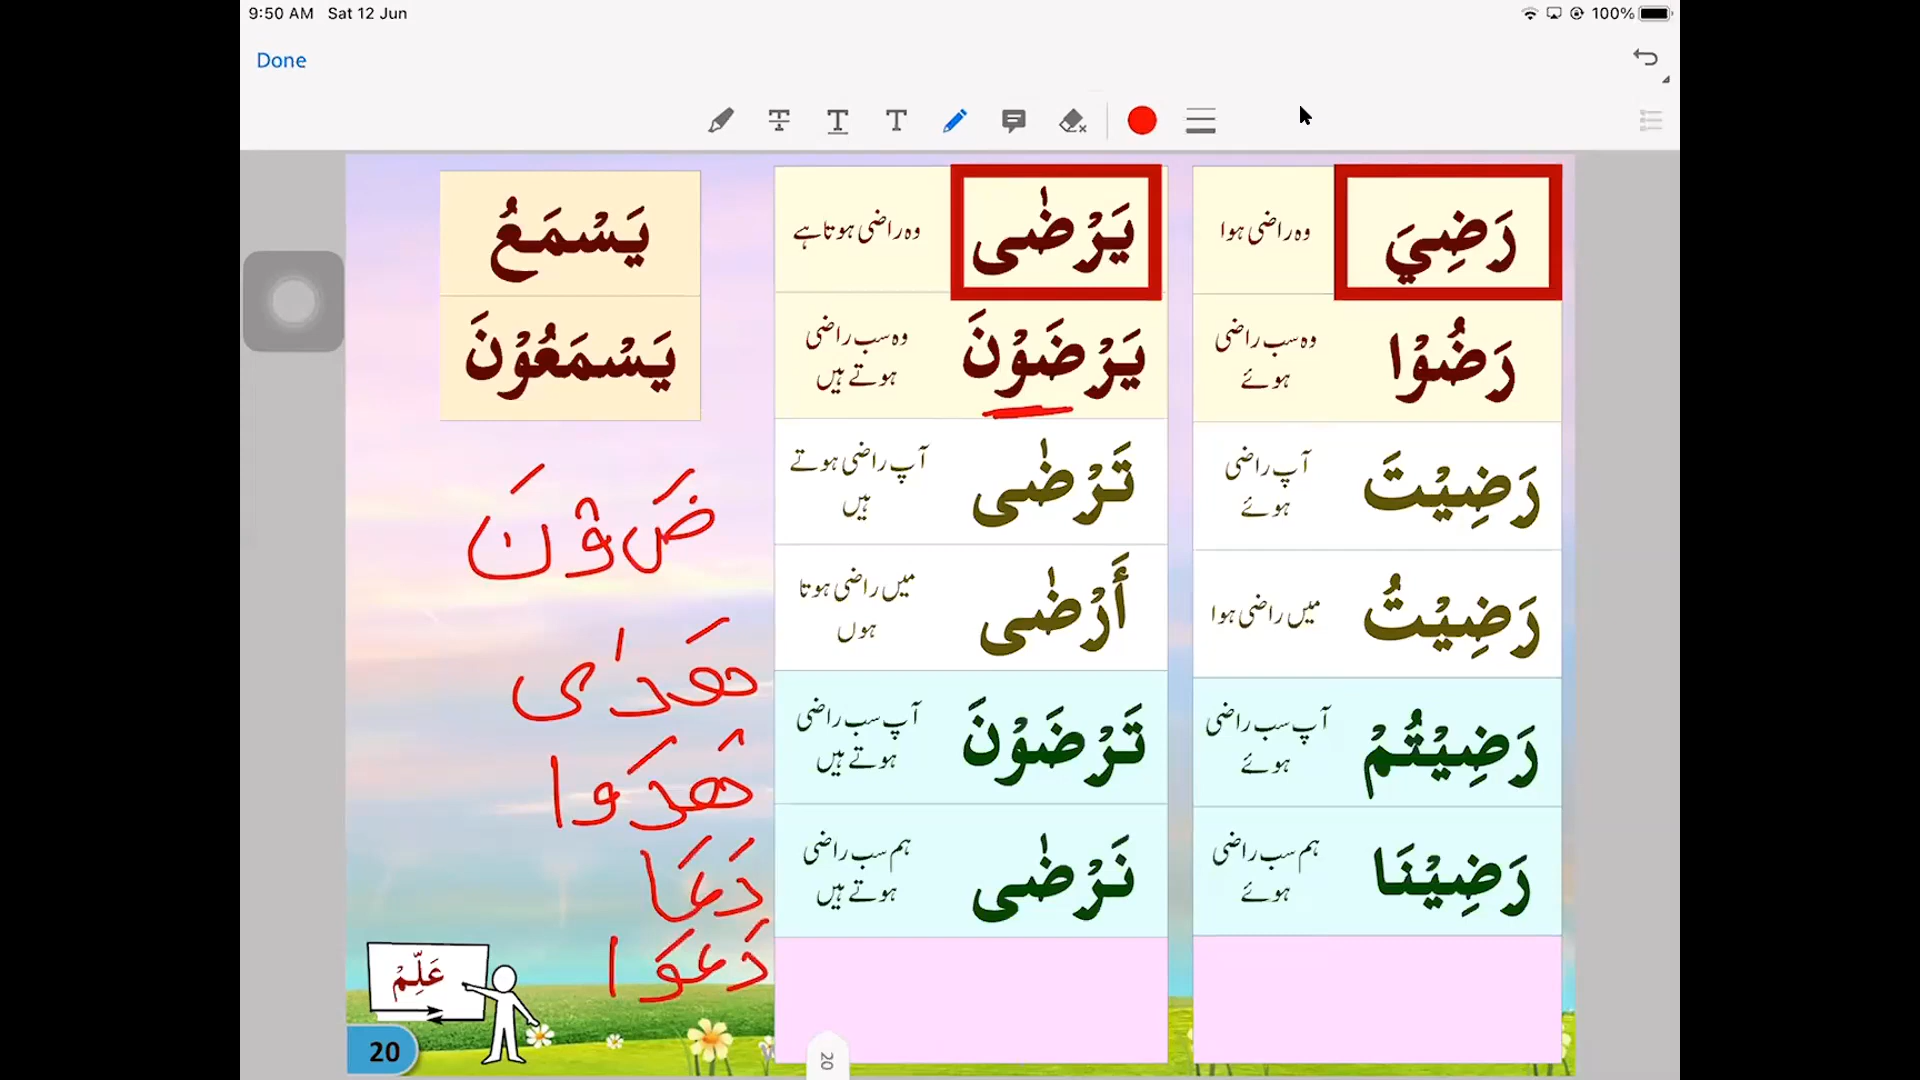 9:50 AM Sat 12 Jun 100%
Done
رَضِيَ وہ راضی ہوا
رَضُوْا وہ سب راضی ہوئے
رَضِيْتَ آپ راضی ہوئے
رَضِيْتُ میں راضی ہوا
رَضِيْتُمْ آپ سب راضی ہوئے
رَضِيْنَا ہم سب راضی ہوئے
يَرْضٰى وہ راضی ہوتا ہے
يَرْضَوْنَ وہ سب راضی ہوتے ہیں
تَرْضٰى آپ راضی ہوتے ہیں
أَرْضٰى میں راضی ہوتا ہوں
تَرْضَوْنَ آپ سب راضی ہوتے ہیں
نَرْضٰى ہم سب راضی ہوتے ہیں
يَسْمَعُ
يَسْمَعُوْنَ
ضَ وْ نَ
هَدٰى
هَدَوا
دَعَا
دَعَوا
عَلِّمْ
20
20